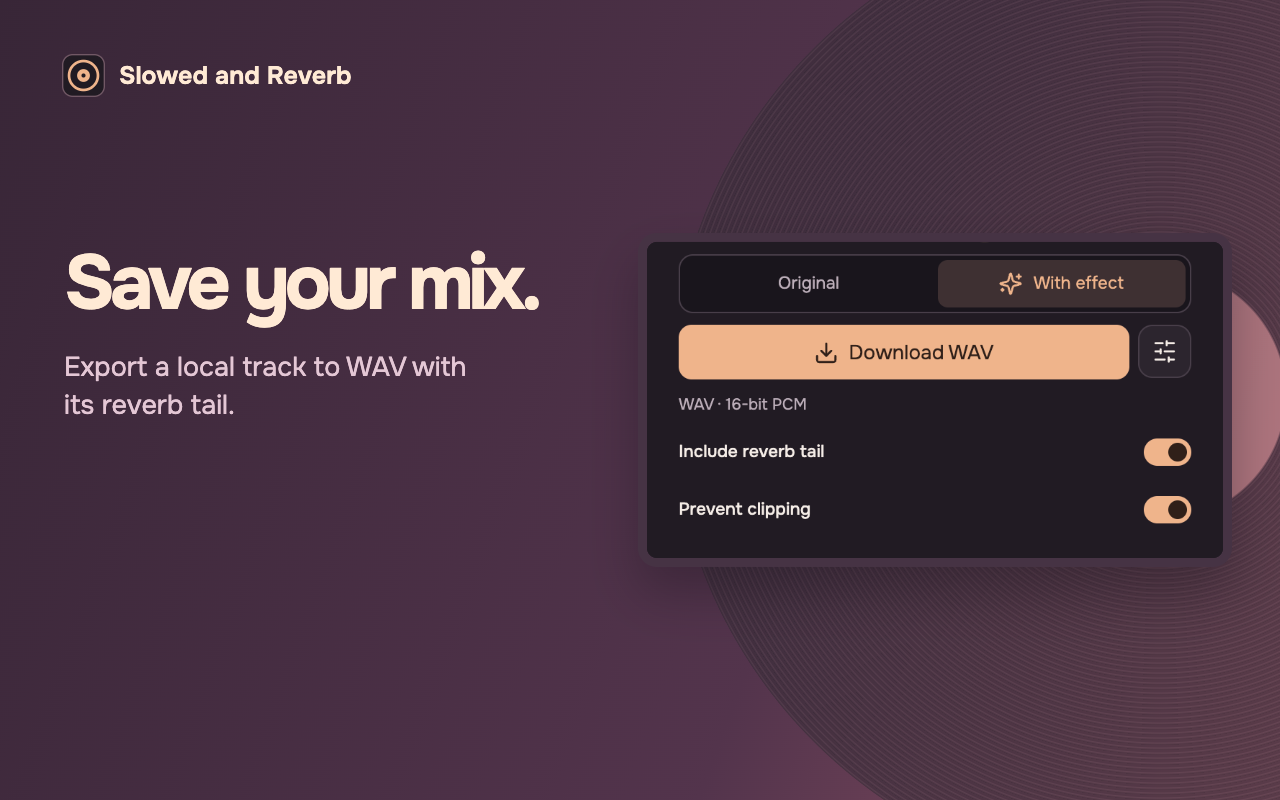 Slowed and Reverb
Save your mix.
Export a local track to WAV with
its reverb tail.
Original
With effect
Download WAV
WAV · 16-bit PCM
Include reverb tail
Prevent clipping